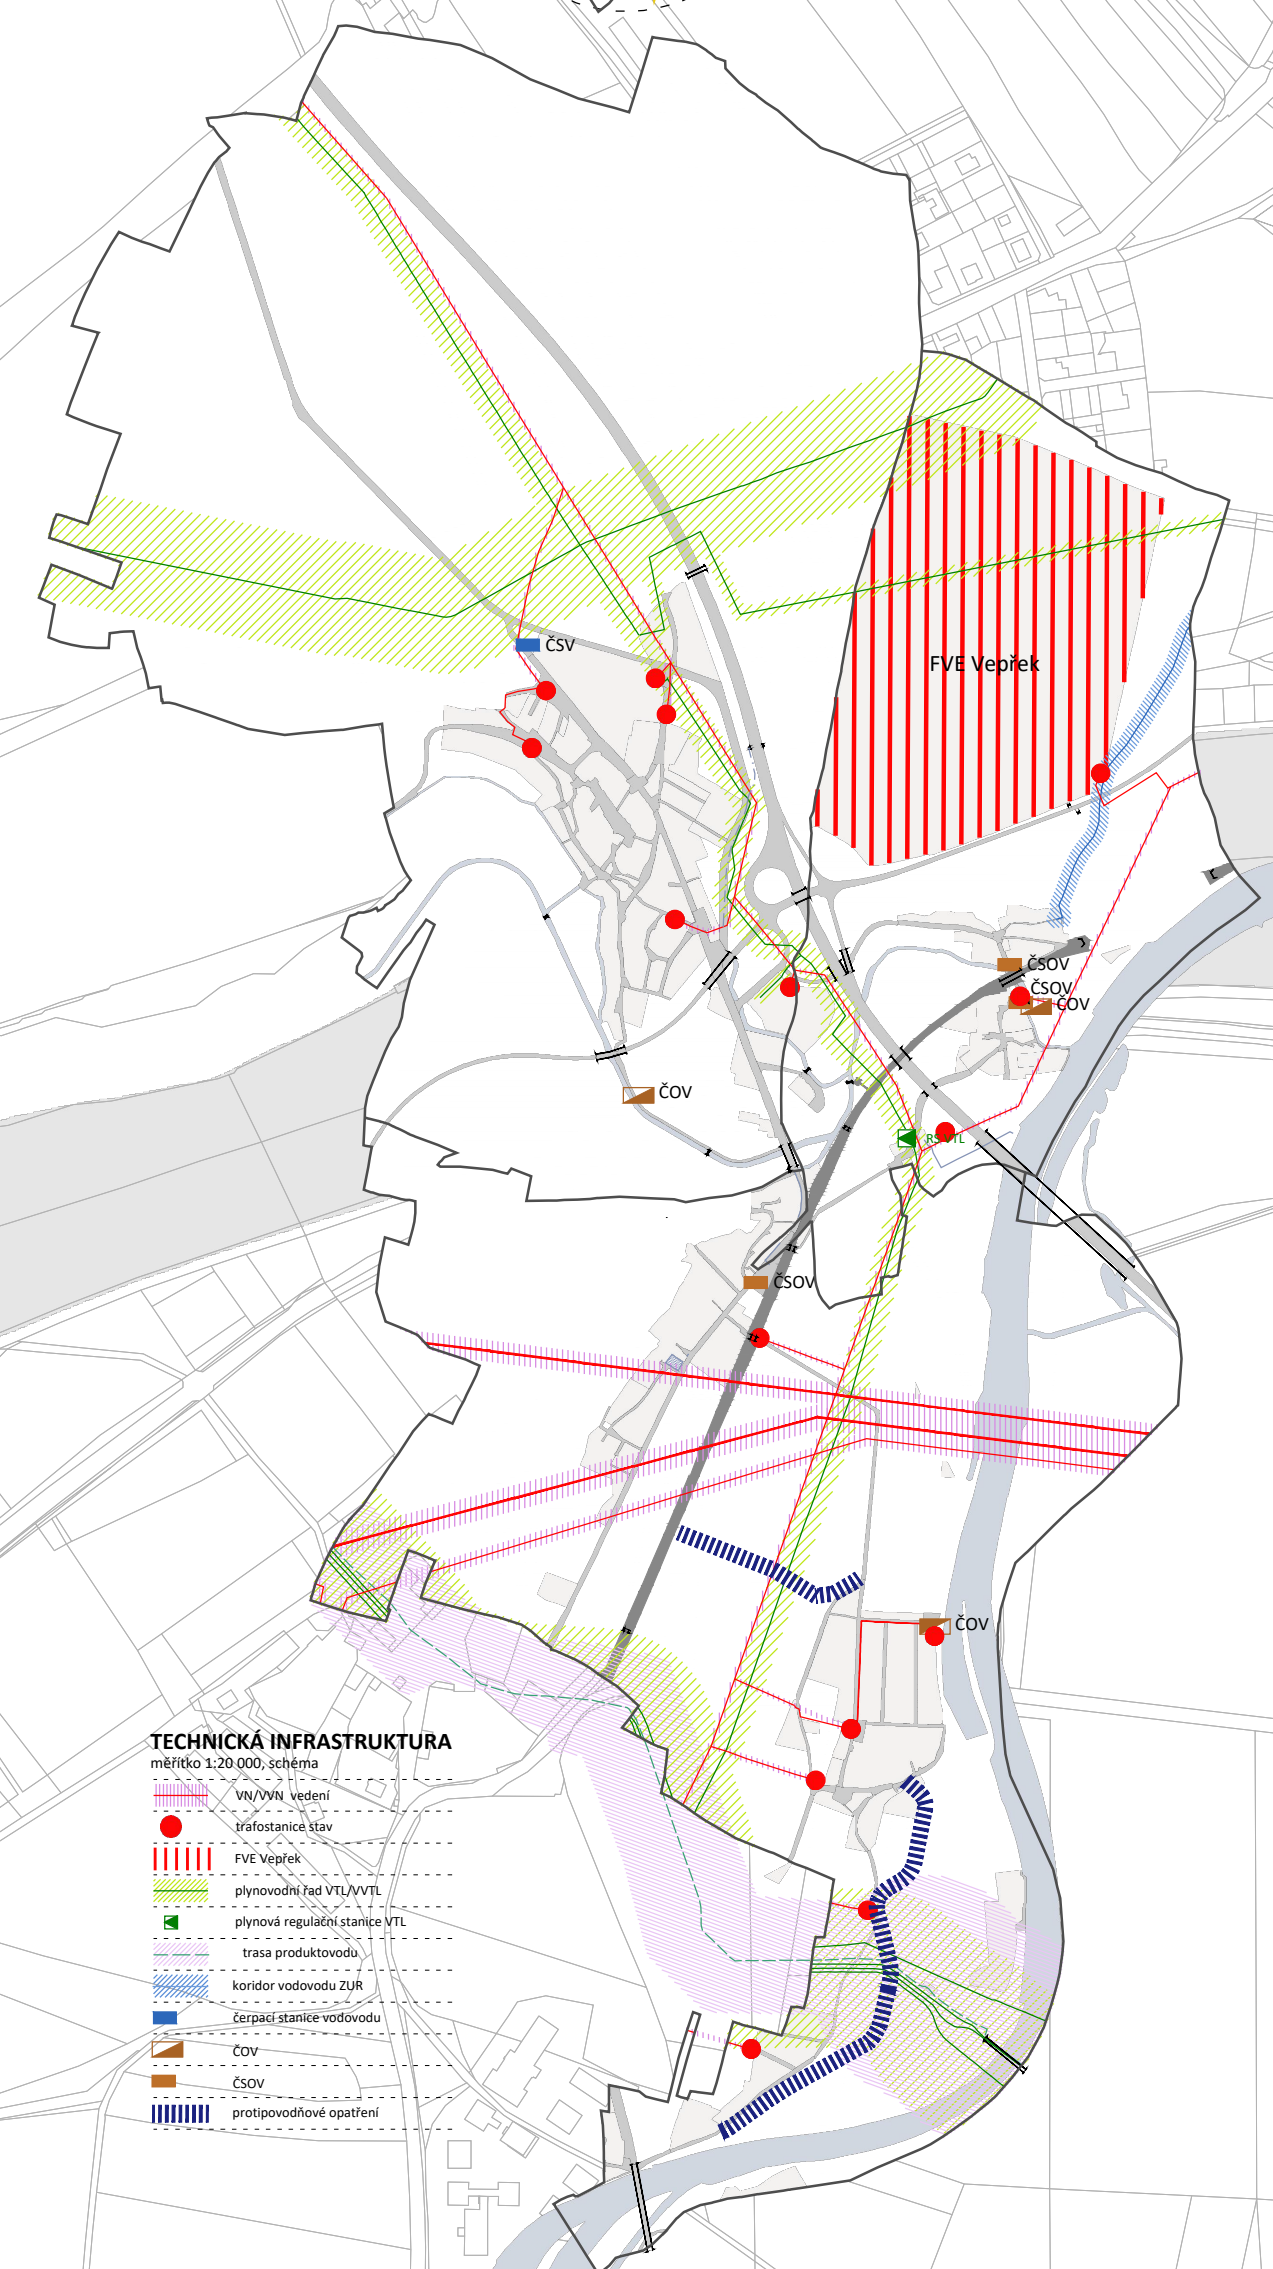 FVE Vepřek
ČSV
ČSOV
ČSOV
ČOV
ČOV
RS VTL
ČSOV
ČOV
TECHNICKÁ INFRASTRUKTURA
měřítko 1:20 000, schéma
VN/VVN vedení
trafostanice stav
FVE Vepřek
plynovodní řad VTL/VVTL
plynová regulační stanice VTL
trasa produktovodu
koridor vodovodu ZUR
čerpací stanice vodovodu
ČOV
ČSOV
protipovodňové opatření